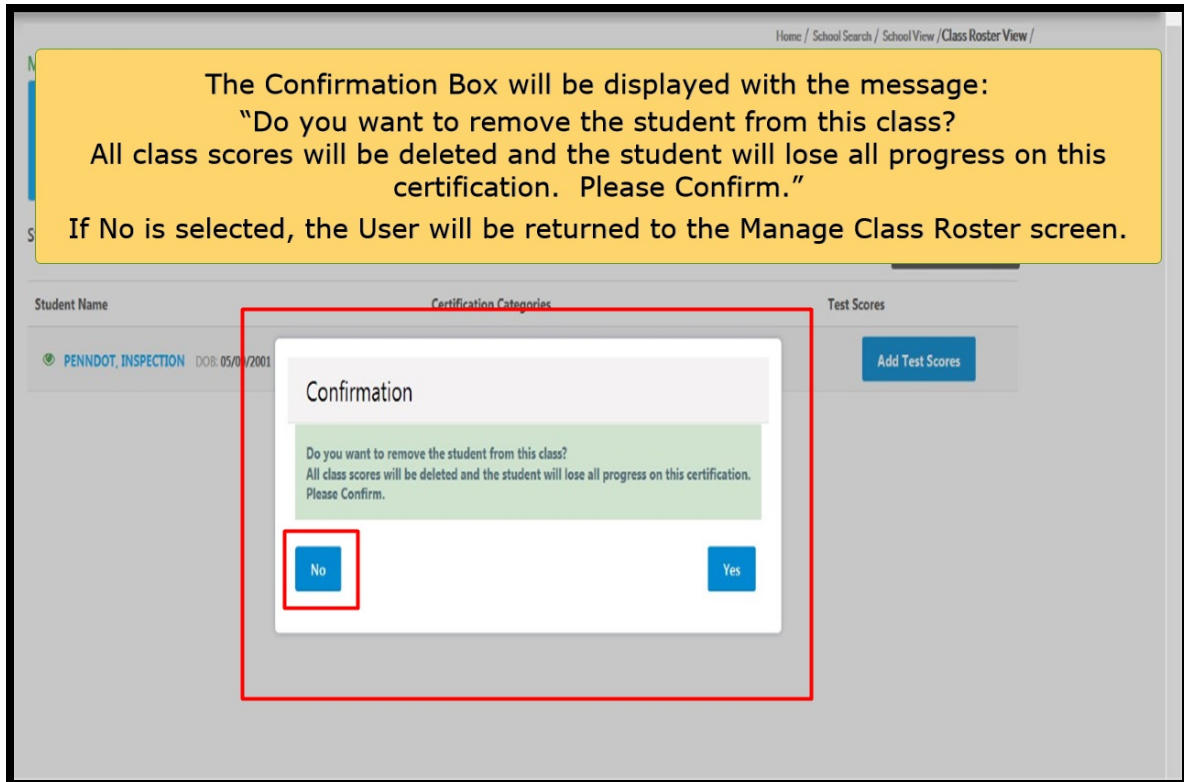 Home / School Search / School View /Class Roster View /
The Confirmation Box will be displayed with the message:
“Do you want to remove the student from this class?
All class scores will be deleted and the student will lose all progress on this
certification.  Please Confirm.”
If No is selected, the User will be returned to the Manage Class Roster screen.
Student Name Certification Categories Test Scores
PENNDOT, INSPECTION DOB: Add Test Scores
Confirmation
Do you want to remove the student from this class?
All class scores will be deleted and the student will lose all progress on this certification.
Please Confirm.
No Yes